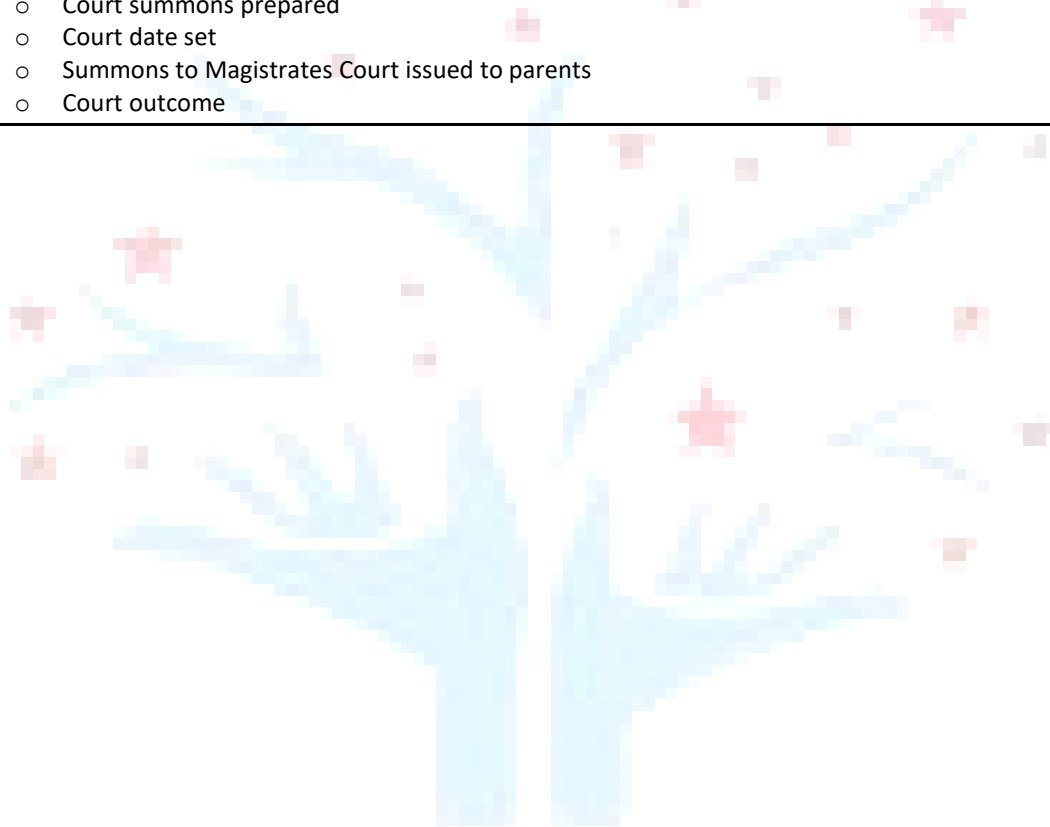 o Court summons prepared
o Court date set
o Summons to Magistrates Court issued to parents
o Court outcome